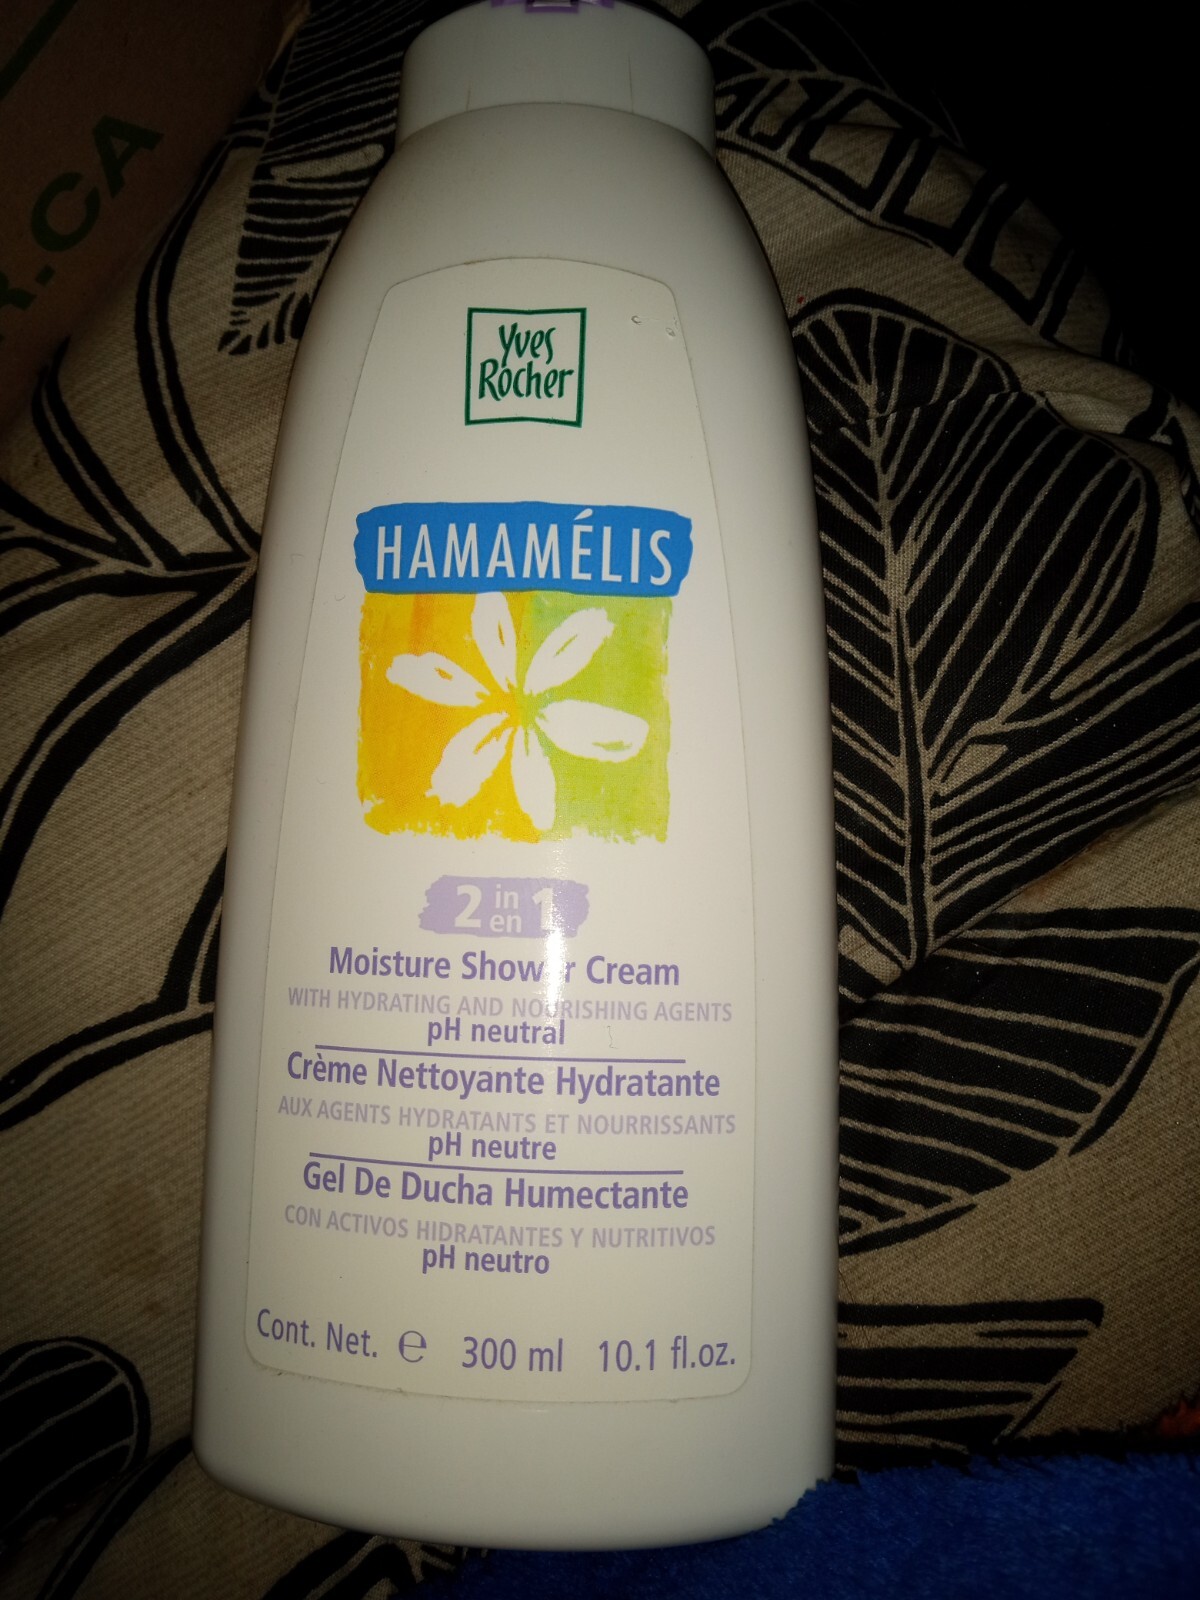 R.CA
Yves
Rocher
HAMAMÉLIS
2 in en 1
Moisture Shower Cream
WITH HYDRATING AND NOURISHING AGENTS
pH neutral
Crème Nettoyante Hydratante
AUX AGENTS HYDRATANTS ET NOURRISSANTS
pH neutre
Gel De Ducha Humectante
CON ACTIVOS HIDRATANTES Y NUTRITIVOS
pH neutro
Cont. Net. ℮ 300 ml 10.1 fl.oz.